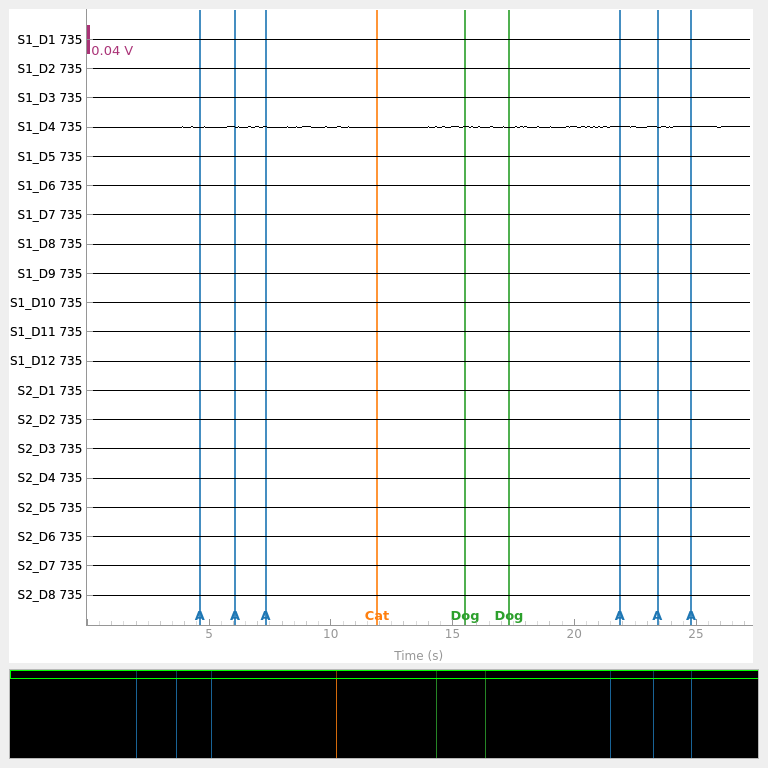 S1_D1 735
0.04 V
S1_D2 735
S1_D3 735
S1_D4 735
S1_D5 735
S1_D6 735
S1_D7 735
S1_D8 735
S1_D9 735
S1_D10 735
S1_D11 735
S1_D12 735
S2_D1 735
S2_D2 735
S2_D3 735
S2_D4 735
S2_D5 735
S2_D6 735
S2_D7 735
S2_D8 735
A A A Cat Dog Dog A A A
5 10 15 20 25
Time (s)